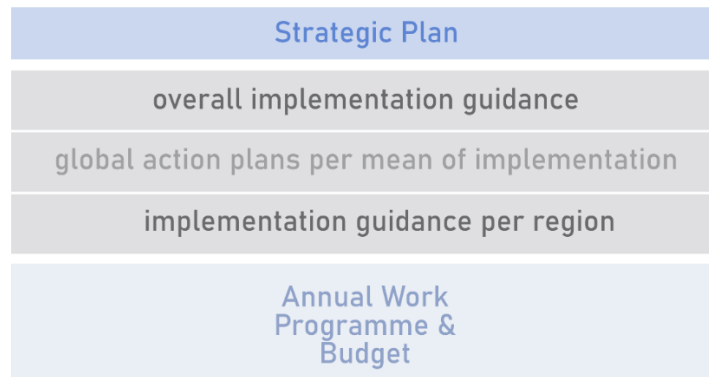 Strategic Plan
overall implementation guidance
global action plans per mean of implementation
implementation guidance per region
Annual Work
Programme &
Budget